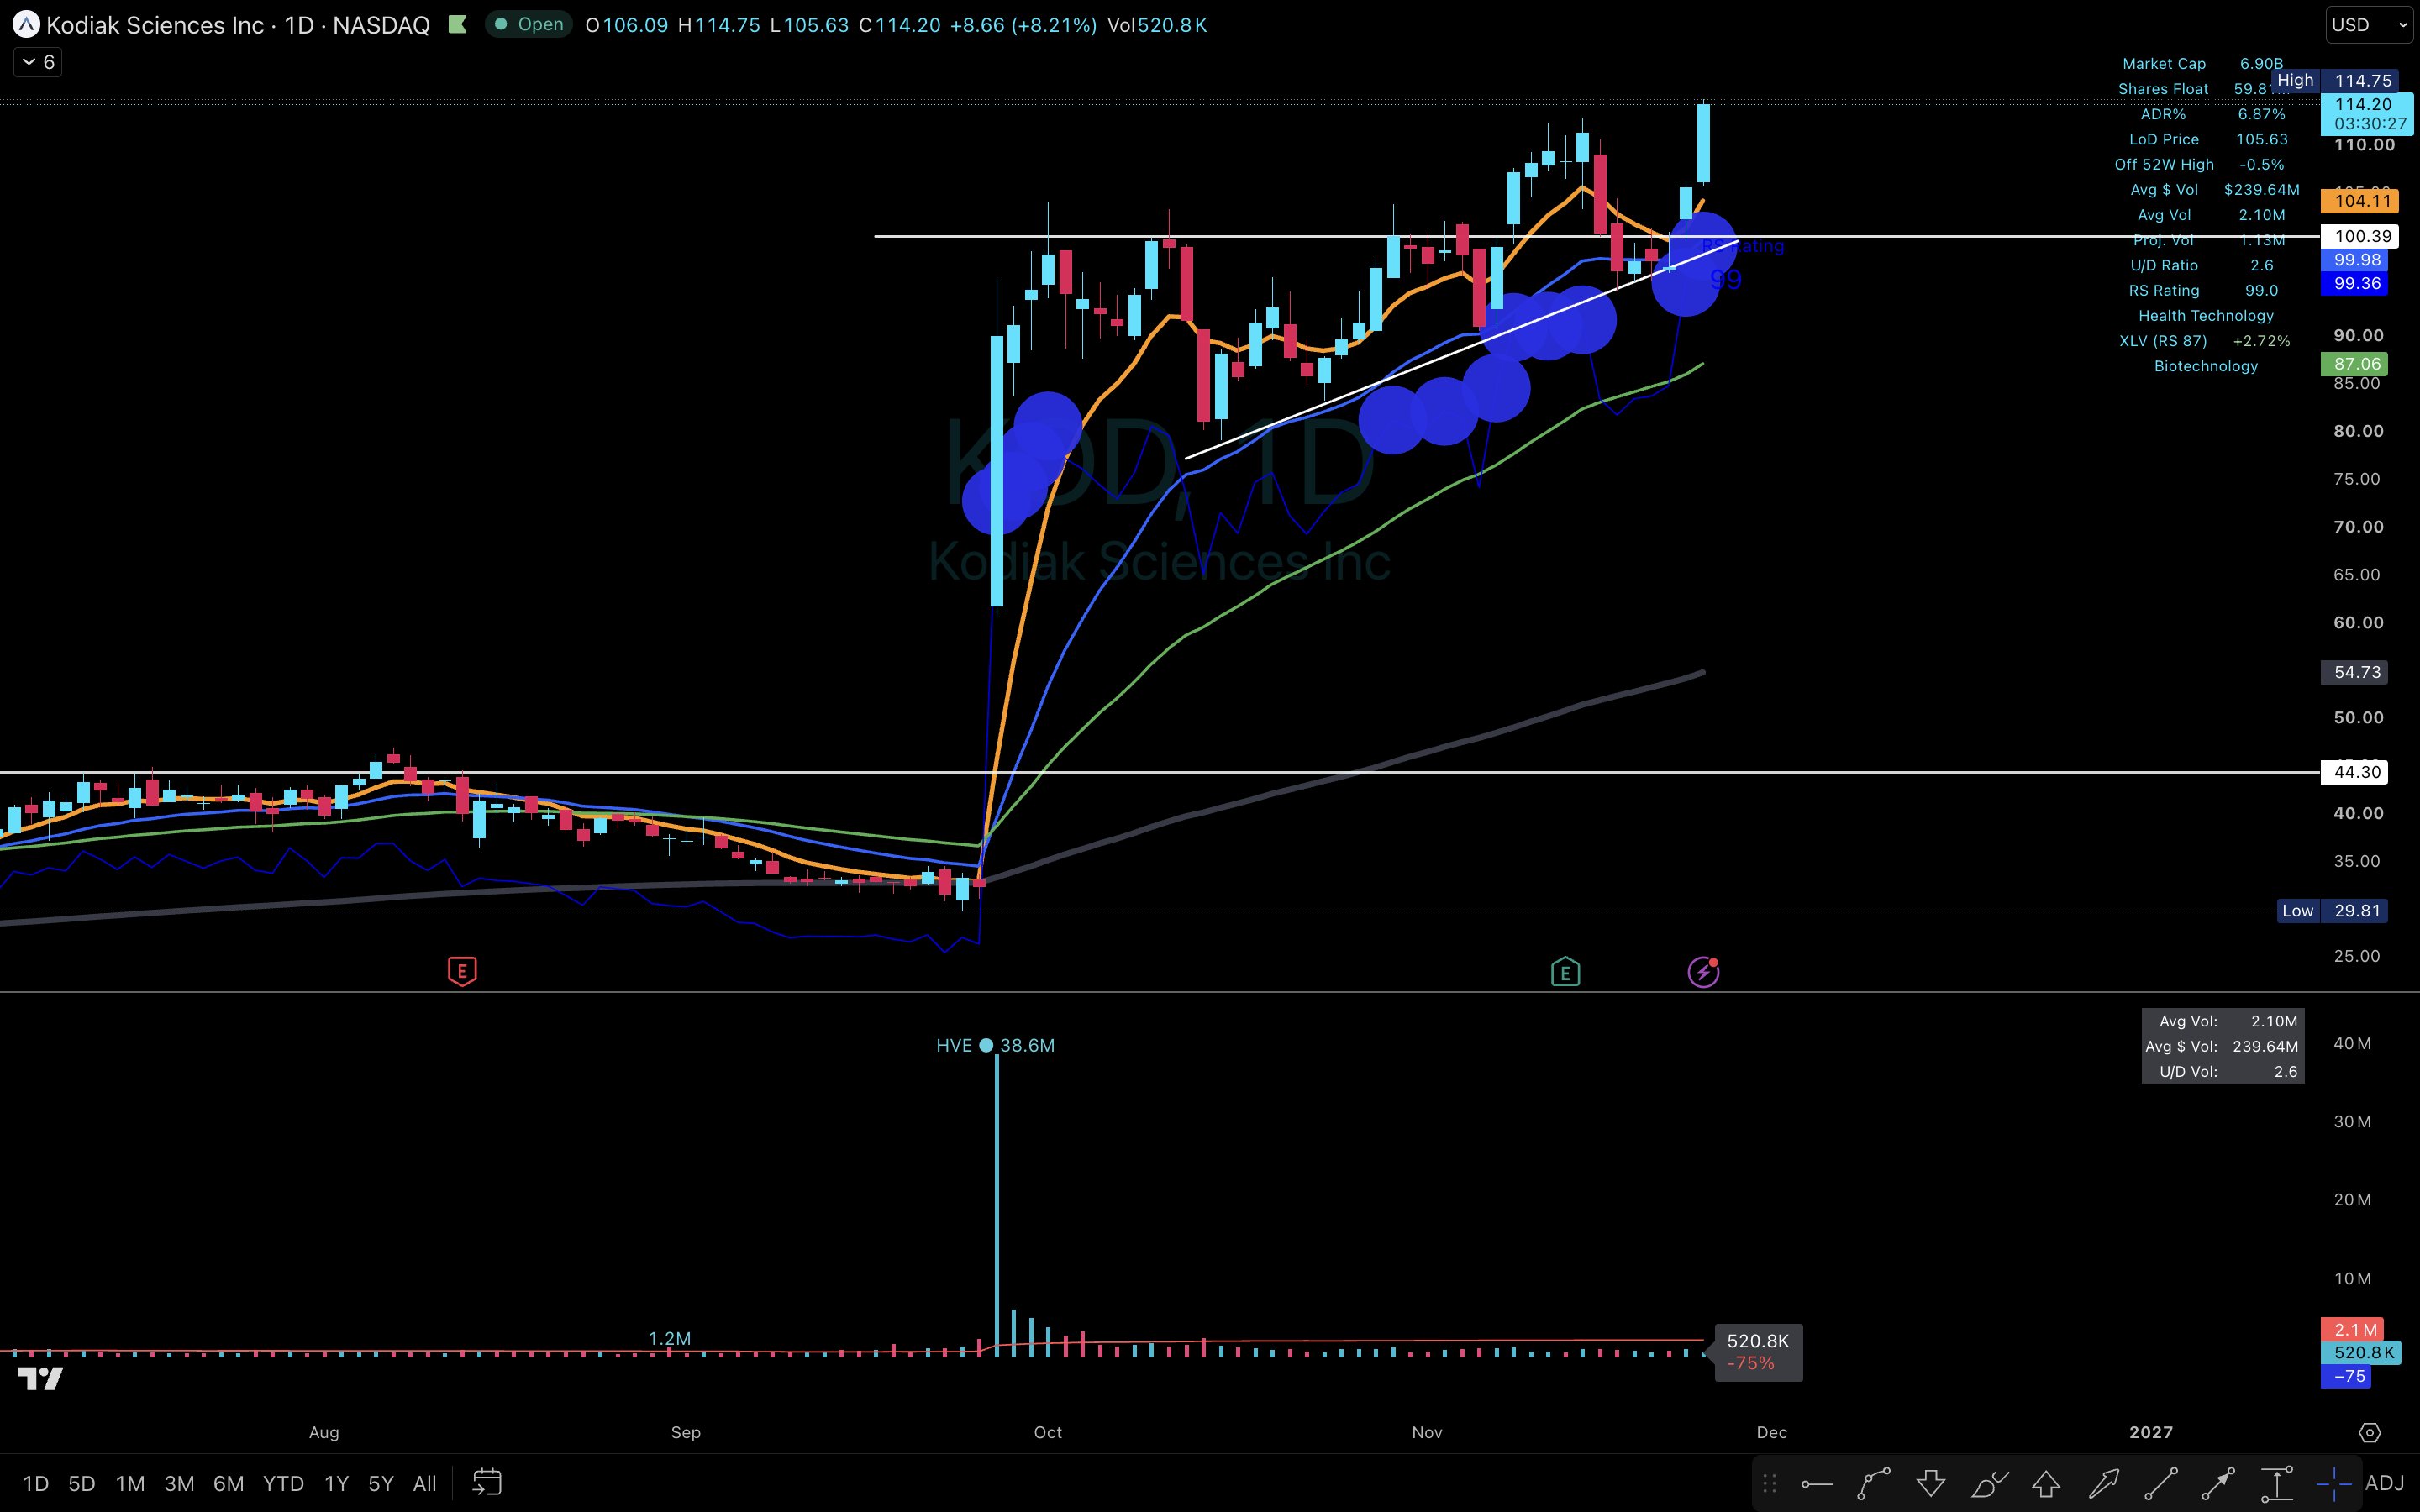 Kodiak Sciences Inc · 1D · NASDAQ Open O106.09 H114.75 L105.63 C114.20 +8.66 (+8.21%) Vol520.8K
USD
6
Market Cap 6.90B
High 114.75
Shares Float
114.20
03:30:27
ADR% 6.87%
LoD Price 105.63
110.00
Off 52W High -0.5%
Avg $ Vol $239.64M
104.11
Avg Vol 2.10M
Proj. Vol 1.13M
100.39
RS Rating
U/D Ratio 2.6
99.98
99
RS Rating 99.0
99.36
Health Technology
XLV (RS 87) +2.72%
90.00
Biotechnology
87.06
85.00
80.00
KOD, 1D
75.00
70.00
Kodiak Sciences Inc
65.00
60.00
54.73
50.00
44.30
40.00
35.00
Low 29.81
25.00
E
E
Avg Vol: 2.10M
Avg $ Vol: 239.64M
U/D Vol: 2.6
HVE 38.6M
40 M
30 M
20 M
10 M
1.2M
2.1 M
520.8K
-75%
520.8 K
−75
Aug Sep Oct Nov Dec 2027
1D 5D 1M 3M 6M YTD 1Y 5Y All
ADJ